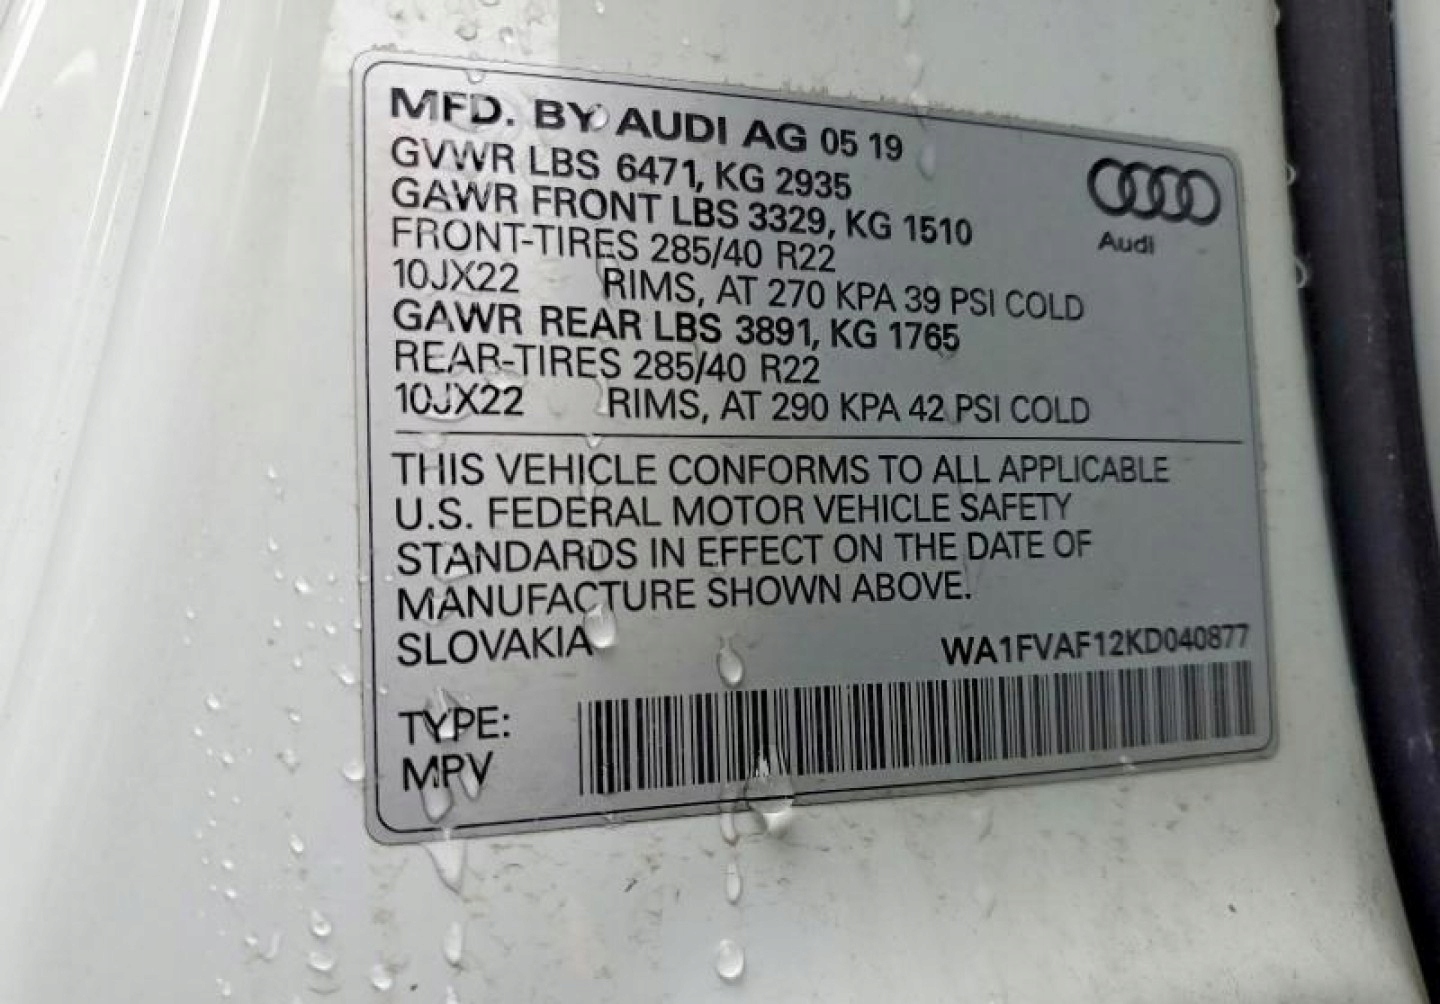 MFD. BY AUDI AG 05 19
GVWR LBS 6471, KG 2935
GAWR FRONT LBS 3329, KG 1510
FRONT-TIRES 285/40 R22
10JX22 RIMS, AT 270 KPA 39 PSI COLD
GAWR REAR LBS 3891, KG 1765
REAR-TIRES 285/40 R22
10JX22 RIMS, AT 290 KPA 42 PSI COLD
Audi
THIS VEHICLE CONFORMS TO ALL APPLICABLE
U.S. FEDERAL MOTOR VEHICLE SAFETY
STANDARDS IN EFFECT ON THE DATE OF
MANUFACTURE SHOWN ABOVE.
SLOVAKIA WA1FVAF12KD040877
TYPE:
MPV